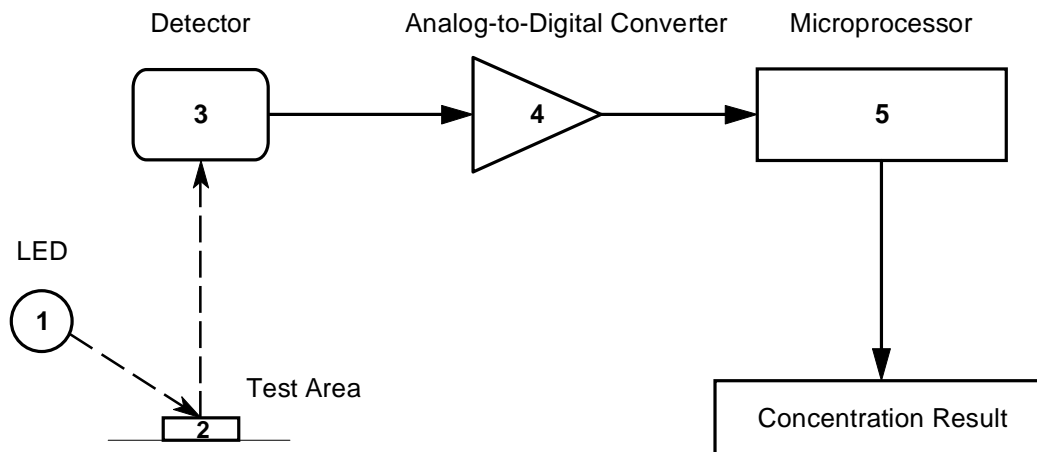 Detector
Analog-to-Digital Converter
Microprocessor
3
4
5
LED
1
Test Area
2
Concentration Result